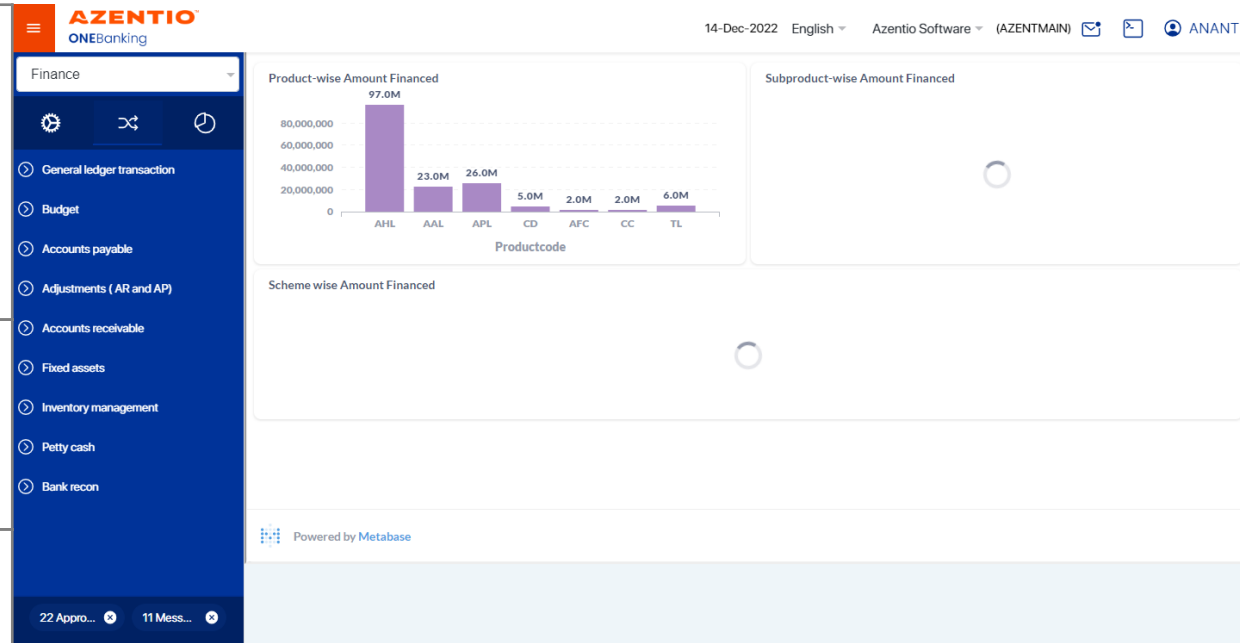 AZENTIO™
ONEBanking
14-Dec-2022 English Azentio Software (AZENTMAIN) ANANT
Finance
General ledger transaction
Budget
Accounts payable
Adjustments ( AR and AP)
Accounts receivable
Fixed assets
Inventory management
Petty cash
Bank recon
22 Appro...
11 Mess...
Product-wise Amount Financed
97.0M
80,000,000
60,000,000
40,000,000
20,000,000
0
23.0M
26.0M
5.0M
2.0M
2.0M
6.0M
AHL AAL APL CD AFC CC TL
Productcode
Subproduct-wise Amount Financed
Scheme wise Amount Financed
Powered by Metabase